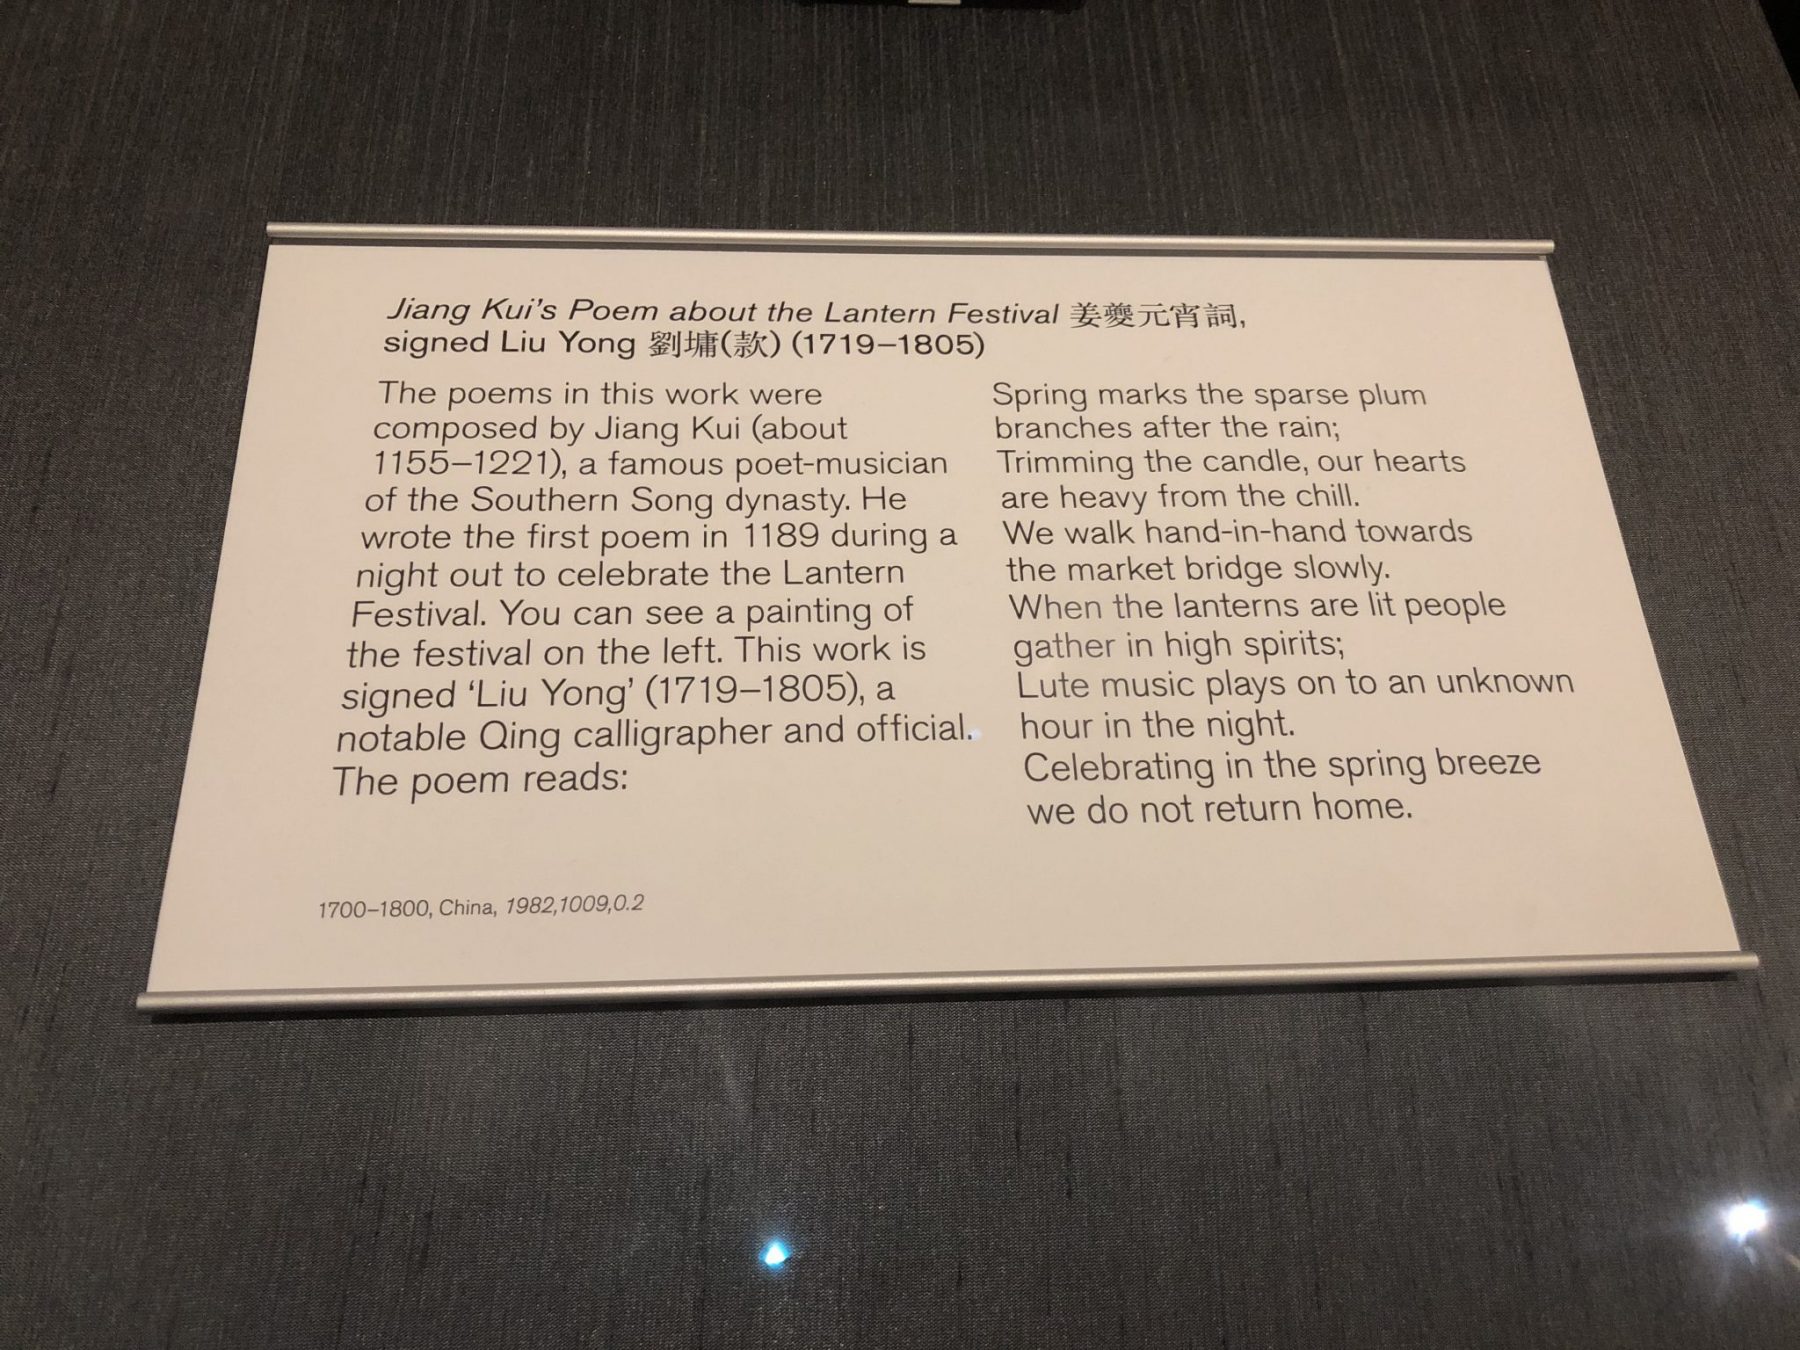 Jiang Kui's Poem about the Lantern Festival 姜夔元宵詞,
signed Liu Yong 劉墉(款) (1719–1805)
The poems in this work were
composed by Jiang Kui (about
1155–1221), a famous poet-musician
of the Southern Song dynasty. He
wrote the first poem in 1189 during a
night out to celebrate the Lantern
Festival. You can see a painting of
the festival on the left. This work is
signed ‘Liu Yong’ (1719–1805), a
notable Qing calligrapher and official.
The poem reads:
Spring marks the sparse plum
branches after the rain;
Trimming the candle, our hearts
are heavy from the chill.
We walk hand-in-hand towards
the market bridge slowly.
When the lanterns are lit people
gather in high spirits;
Lute music plays on to an unknown
hour in the night.
Celebrating in the spring breeze
we do not return home.
1700–1800, China, 1982,1009,0.2